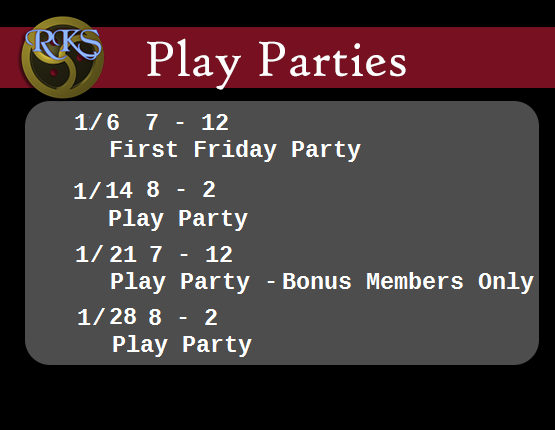 RKS
Play Parties
1/6 7 - 12
First Friday Party
1/14 8 - 2
Play Party
1/21 7 - 12
Play Party - Bonus Members Only
1/28 8 - 2
Play Party